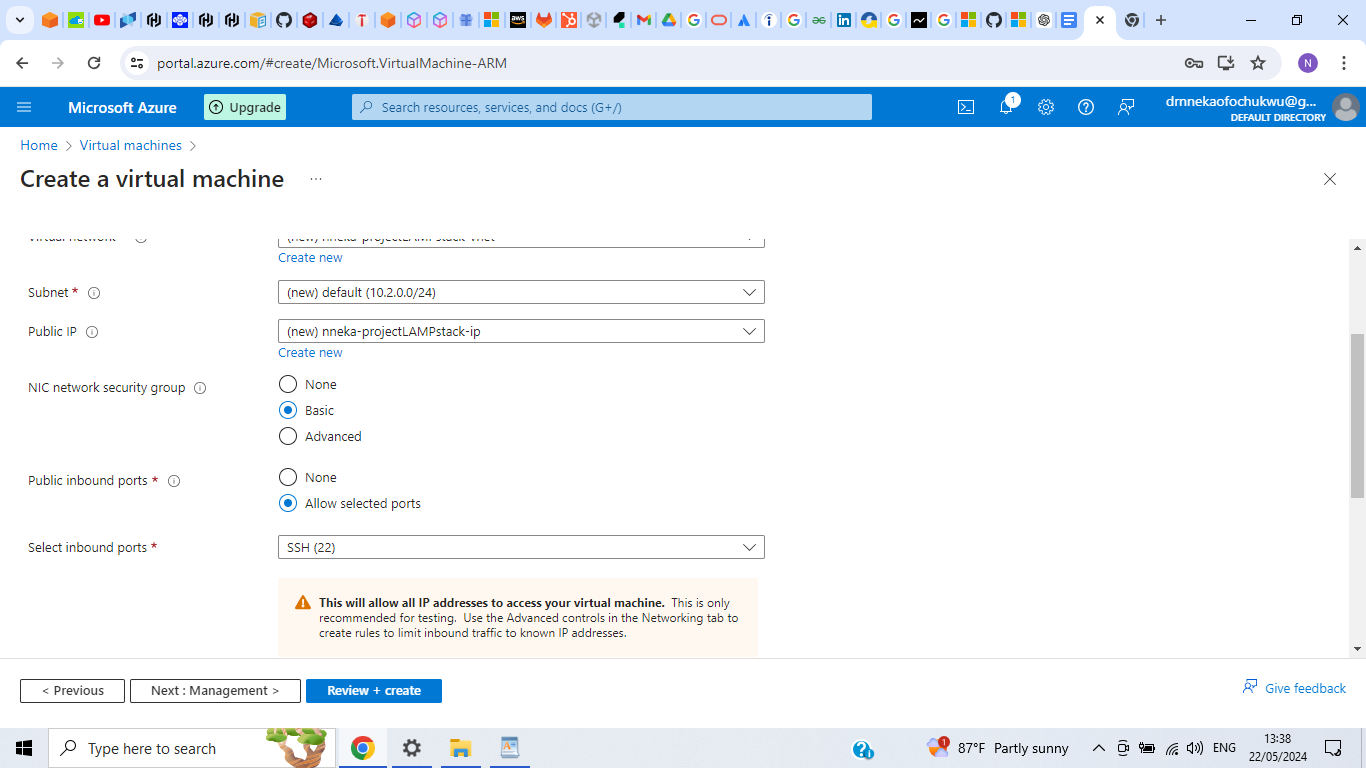 portal.azure.com/#create/Microsoft.VirtualMachine-ARM
N
Microsoft Azure
Upgrade
Search resources, services, and docs (G+/)
1
drnnekaofochukwu@g...
DEFAULT DIRECTORY
Home > Virtual machines >
Create a virtual machine ...
Virtual network
(new) nneka-projectLAMPstack-vnet
Create new
Subnet *
(new) default (10.2.0.0/24)
Public IP
(new) nneka-projectLAMPstack-ip
Create new
NIC network security group
None
Basic
Advanced
Public inbound ports *
None
Allow selected ports
Select inbound ports *
SSH (22)
This will allow all IP addresses to access your virtual machine. This is only
recommended for testing. Use the Advanced controls in the Networking tab to
create rules to limit inbound traffic to known IP addresses.
< Previous
Next : Management >
Review + create
Give feedback
Type here to search
1
87°F Partly sunny
ENG
13:38
22/05/2024